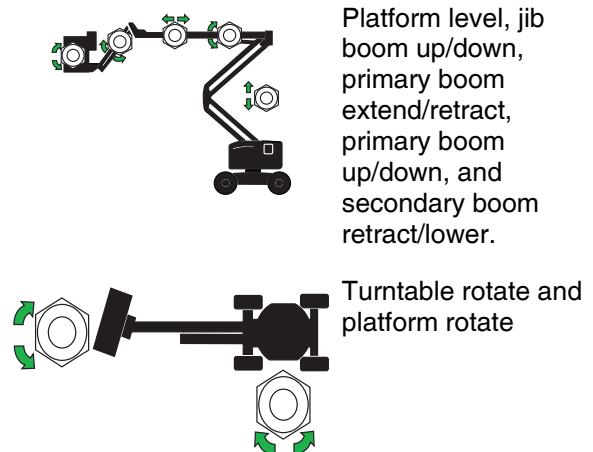 Platform level, jib
boom up/down,
primary boom
extend/retract,
primary boom
up/down, and
secondary boom
retract/lower.
Turntable rotate and
platform rotate